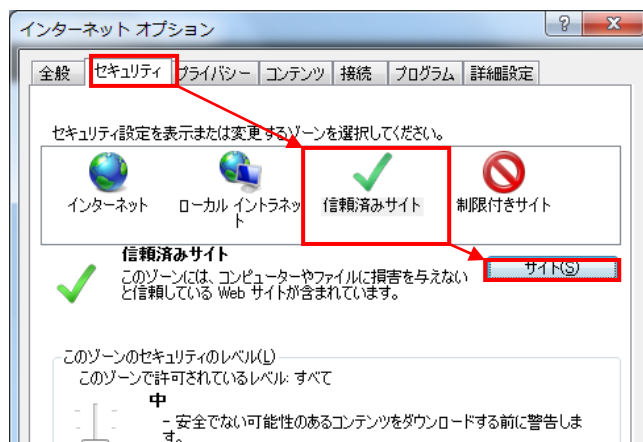 インターネット オプション
全般 セキュリティ プライバシー コンテンツ 接続 プログラム 詳細設定
セキュリティ設定を表示または変更するゾーンを選択してください。
インターネット ローカル イントラネット 信頼済みサイト 制限付きサイト
信頼済みサイト
サイト(S)
このゾーンには、コンピューターやファイルに損害を与えない
と信頼している Web サイトが含まれています。
このゾーンのセキュリティのレベル(L)
このゾーンで許可されているレベル: すべて
中
- 安全でない可能性のあるコンテンツをダウンロードする前に警告しま
す。